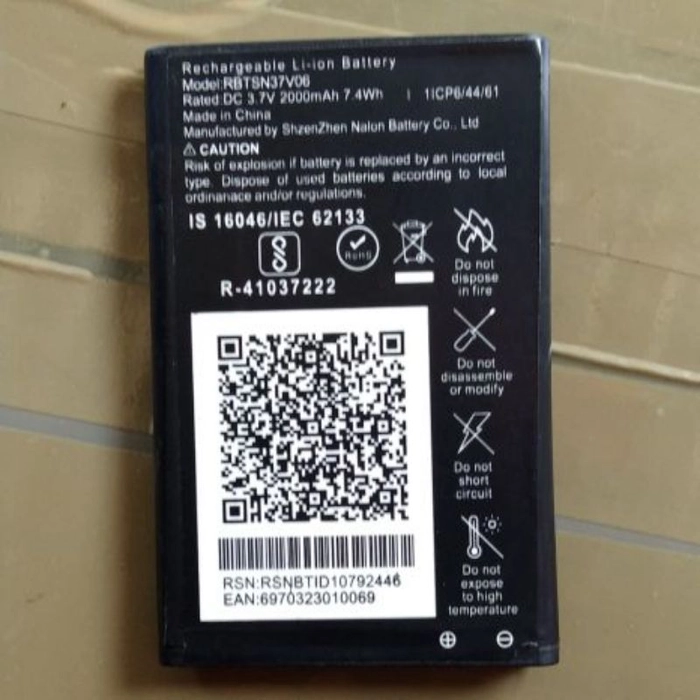 Rechargeable Li-ion Battery
Model:RBTSN37V06
Rated:DC 3.7V 2000mAh 7.4Wh | 1ICP6/44/61
Made in China
Manufactured by ShzenZhen Nalon Battery Co., Ltd
⚠ CAUTION
Risk of explosion if battery is replaced by an incorrect
type. Dispose of used batteries according to local
ordinanace and/or regulations.
IS 16046/IEC 62133
RoHS
R-41037222
Do not
dispose
in fire
Do not
disassemble
or modify
Do not
short
circuit
Do not
expose
to high
temperature
RSN:RSNBTID10792446
EAN:6970323010069
⊕ ⊖